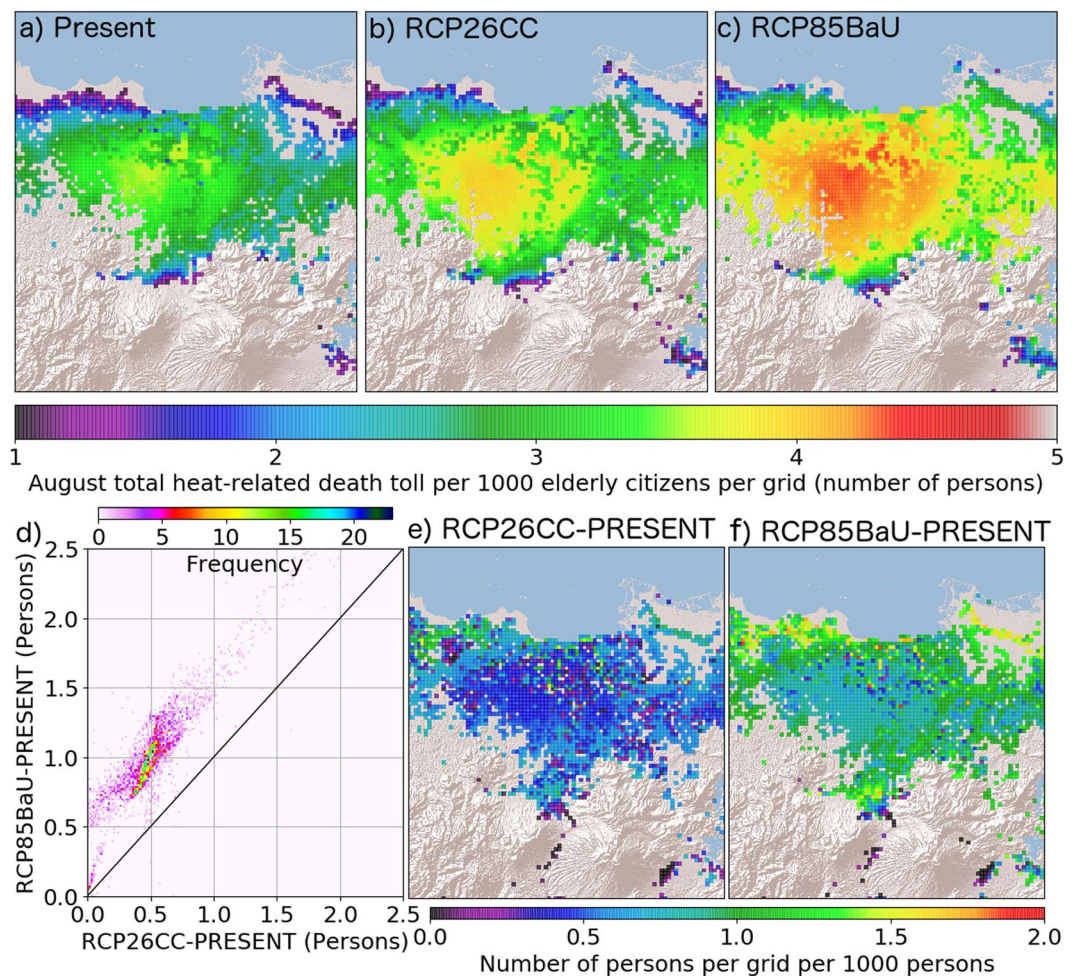 a) Present
b) RCP26CC
c) RCP85BaU
1 2 3 4 5
August total heat-related death toll per 1000 elderly citizens per grid (number of persons)
d)
0 5 10 15 20
Frequency
2.5
2.0
1.5
1.0
0.5
0.0
RCP85BaU-PRESENT (Persons)
0.0 0.5 1.0 1.5 2.0 2.5
RCP26CC-PRESENT (Persons)
e) RCP26CC-PRESENT
f) RCP85BaU-PRESENT
0.0 0.5 1.0 1.5 2.0
Number of persons per grid per 1000 persons